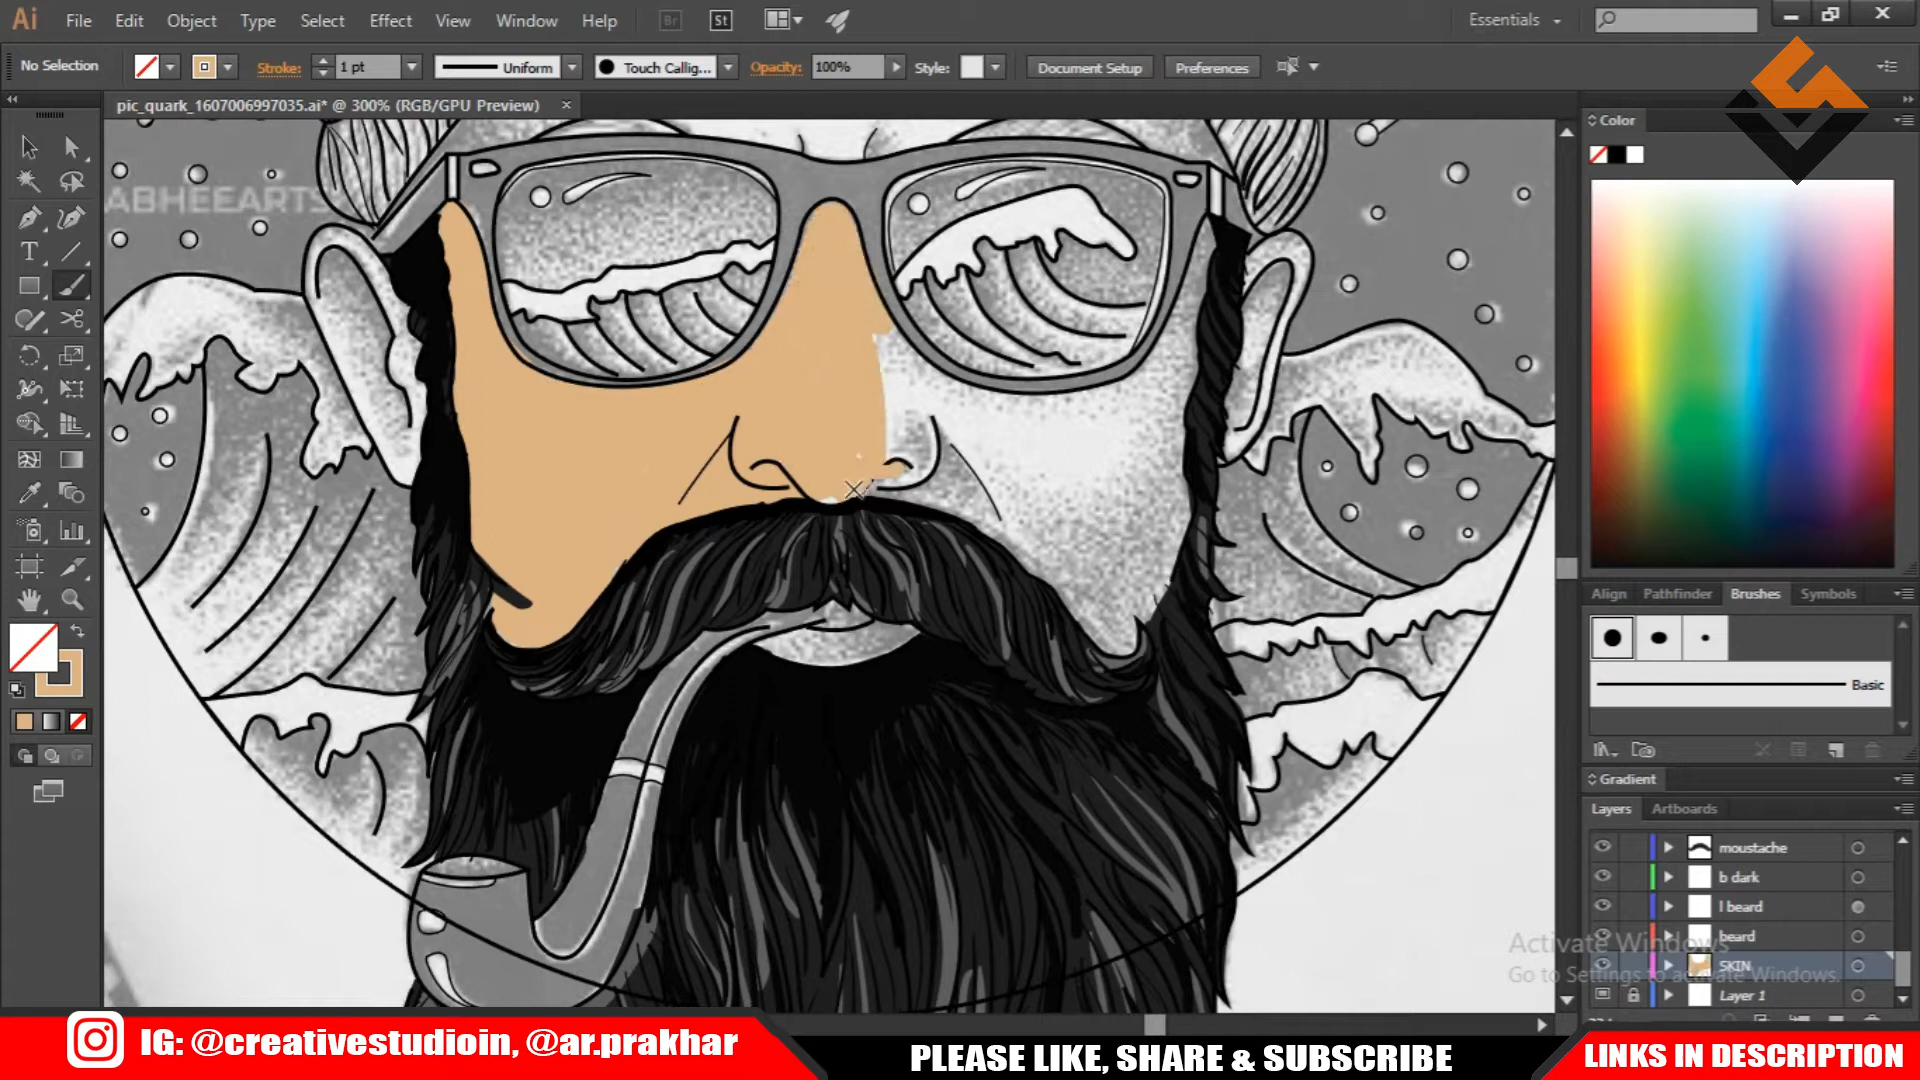 Ai File Edit Object Type Select Effect View Window Help Br St Essentials
No Selection Stroke: 1 pt Uniform Touch Callig... Opacity: 100% Style: Document Setup Preferences
pic_quark_1607006997035.ai* @ 300% (RGB/GPU Preview)
Color
ABHEEARTS
Align Pathfinder Brushes Symbols
Basic
Gradient
Layers Artboards
moustache
b dark
l beard
beard
SKIN
Layer 1
Activate Windows
Go to Settings to activate Windows.
IG: @creativestudioin, @ar.prakhar
PLEASE LIKE, SHARE & SUBSCRIBE
LINKS IN DESCRIPTION